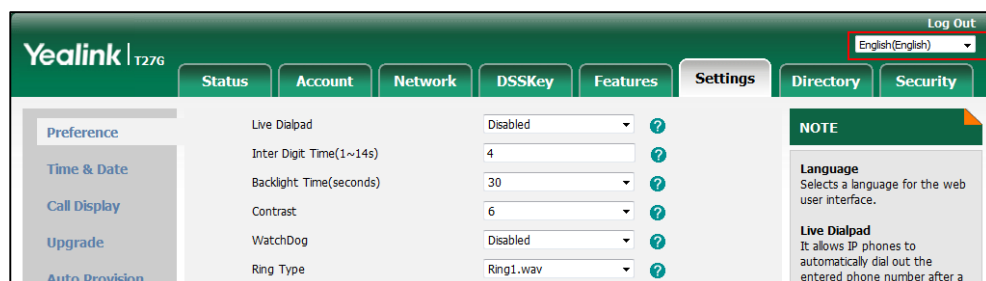 Log Out
Yealink T27G
English(English)
Status Account Network DSSKey Features Settings Directory Security
Preference
Time & Date
Call Display
Upgrade
Auto Provision
Live Dialpad Disabled
Inter Digit Time(1~14s) 4
Backlight Time(seconds) 30
Contrast 6
WatchDog Disabled
Ring Type Ring1.wav
NOTE
Language
Selects a language for the web
user interface.
Live Dialpad
It allows IP phones to
automatically dial out the
entered phone number after a